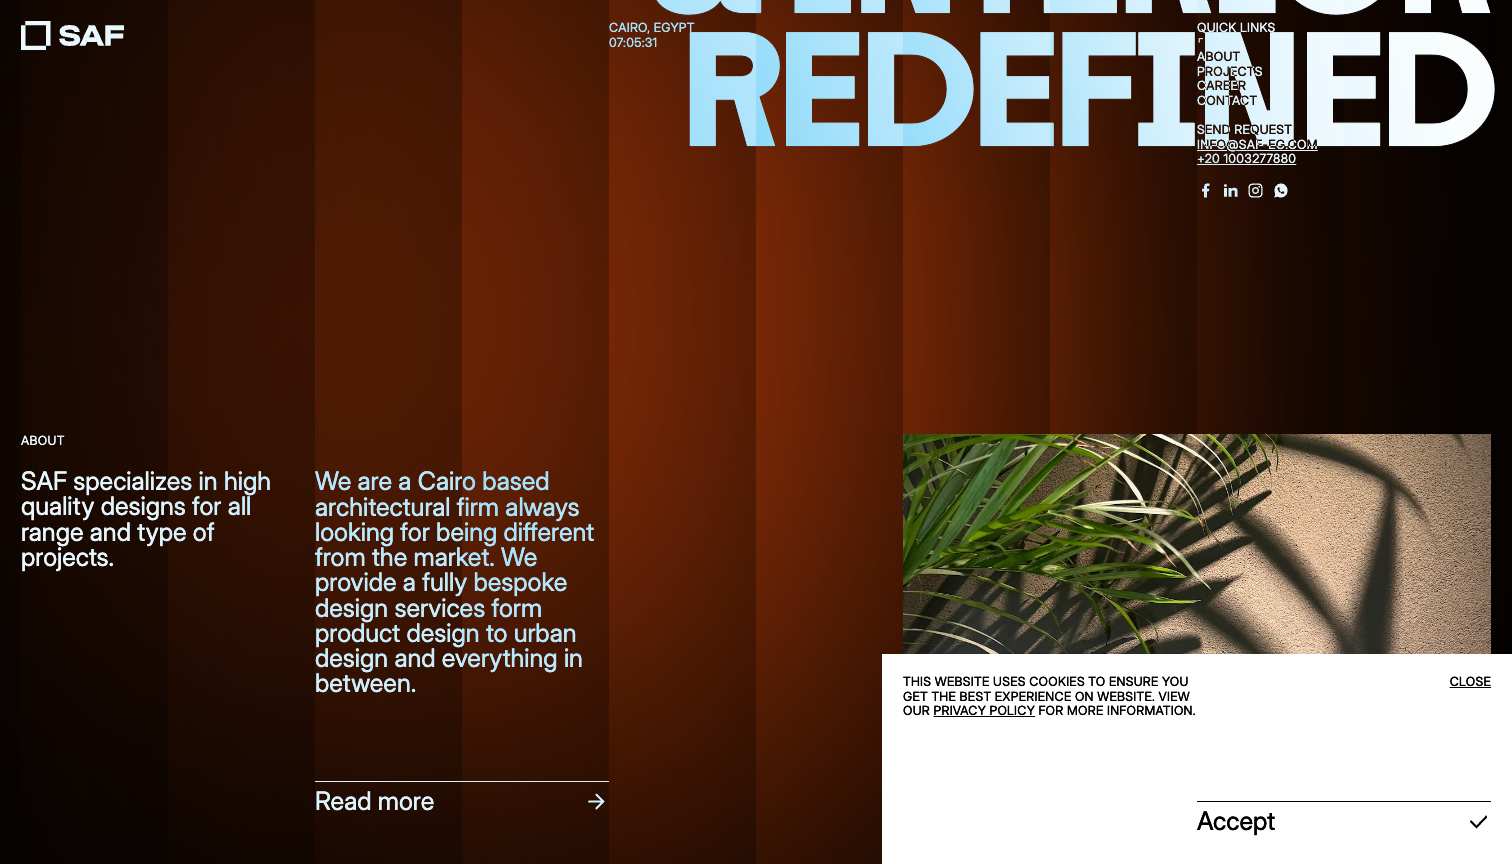 SAF
& INTERIOR
REDEFINED
CAIRO, EGYPT
07:05:31
QUICK LINKS
ABOUT
PROJECTS
CAREER
CONTACT
SEND REQUEST
INFO@SAF-EG.COM
+20 1003277880
ABOUT
SAF specializes in high
quality designs for all
range and type of
projects.
We are a Cairo based
architectural firm always
looking for being different
from the market. We
provide a fully bespoke
design services form
product design to urban
design and everything in
between.
Read more
THIS WEBSITE USES COOKIES TO ENSURE YOU
GET THE BEST EXPERIENCE ON WEBSITE. VIEW
OUR PRIVACY POLICY FOR MORE INFORMATION.
CLOSE
Accept